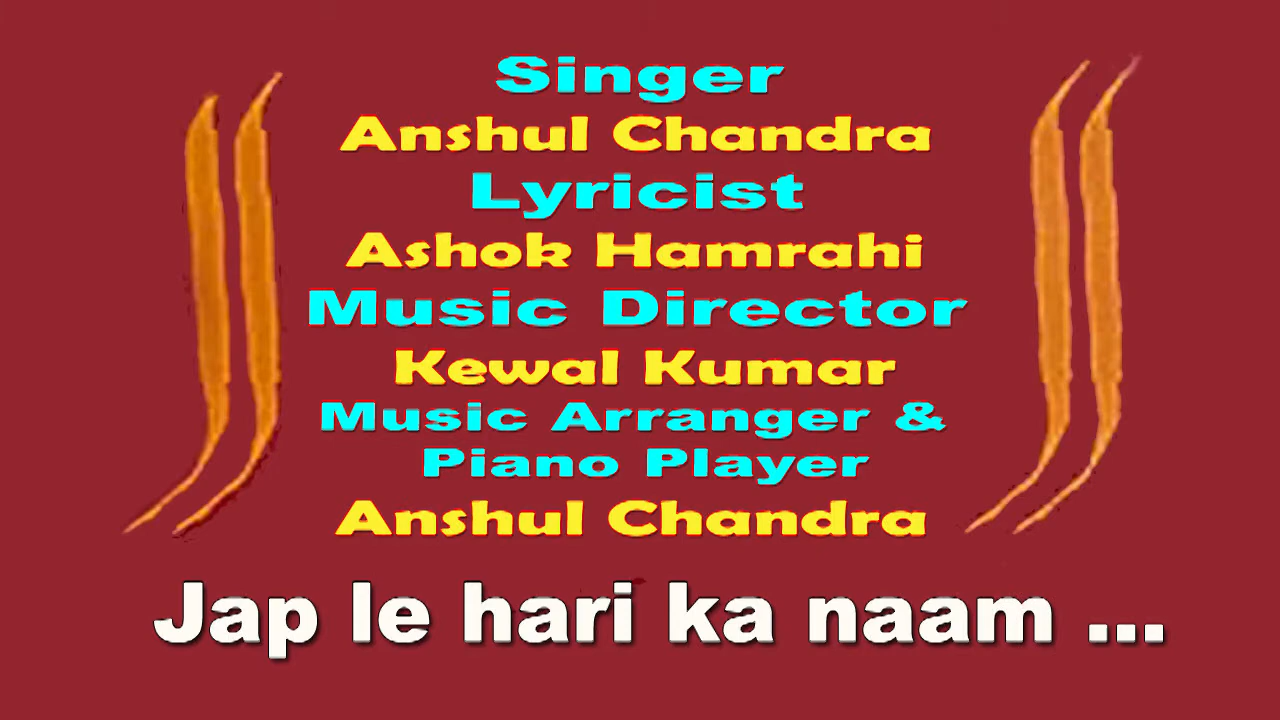 Singer
Anshul Chandra
Lyricist
Ashok Hamrahi
Music Director
Kewal Kumar
Music Arranger &
Piano Player
Anshul Chandra
Jap le hari ka naam ...